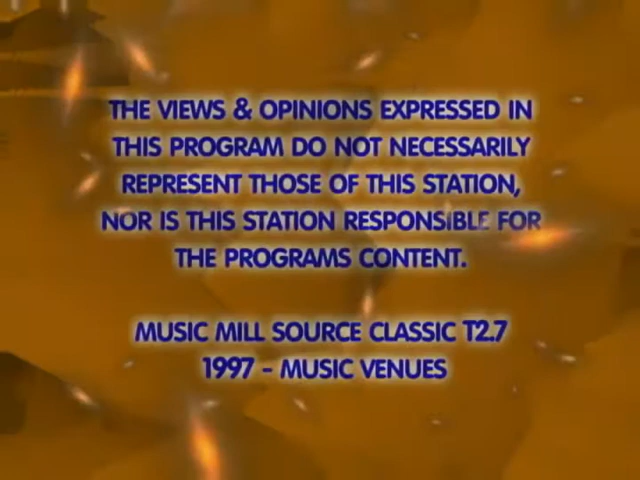 THE VIEWS & OPINIONS EXPRESSED IN
THIS PROGRAM DO NOT NECESSARILY
REPRESENT THOSE OF THIS STATION,
NOR IS THIS STATION RESPONSIBLE FOR
THE PROGRAMS CONTENT.
MUSIC MILL SOURCE CLASSIC T2.7
1997 - MUSIC VENUES